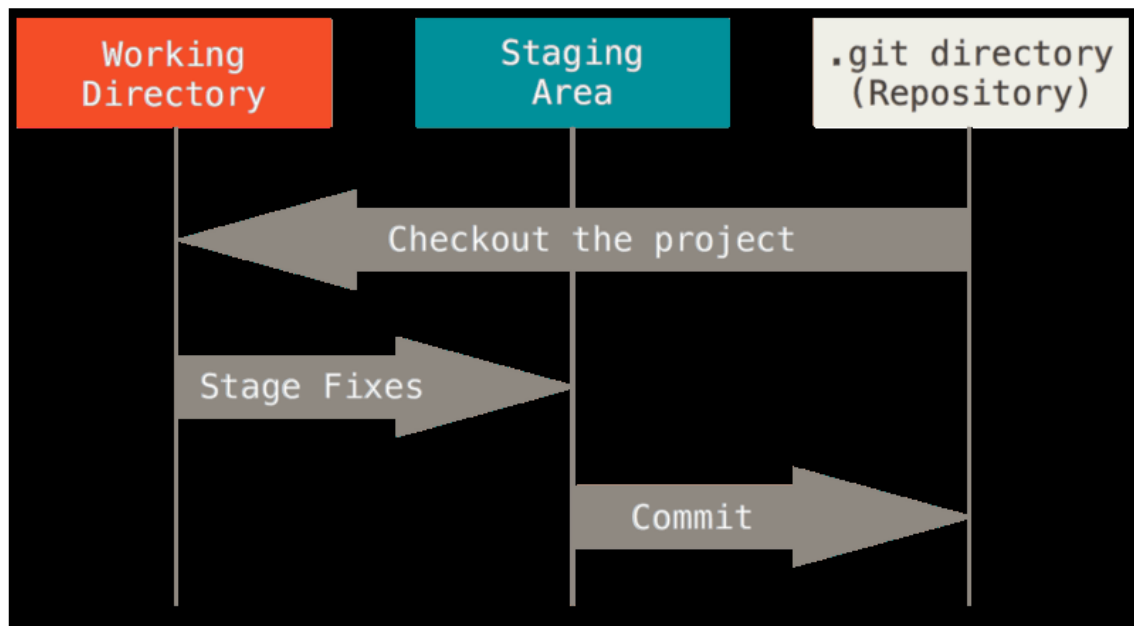 Working
Directory
Staging
Area
.git directory
(Repository)
Checkout the project
Stage Fixes
Commit